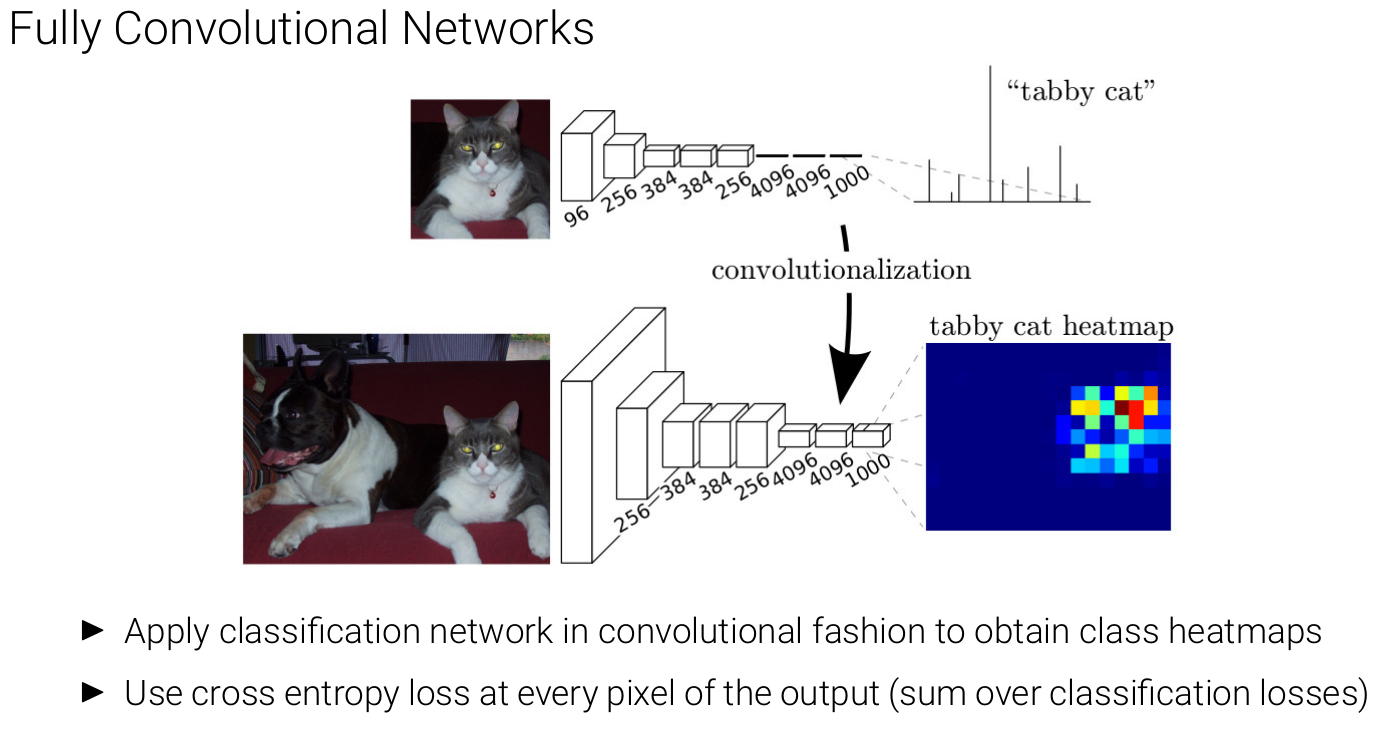 Fully Convolutional Networks
“tabby cat”
96 256 384 384 256 4096 4096 1000
convolutionalization
tabby cat heatmap
256 384 384 256 4096 4096 1000
► Apply classification network in convolutional fashion to obtain class heatmaps
► Use cross entropy loss at every pixel of the output (sum over classification losses)